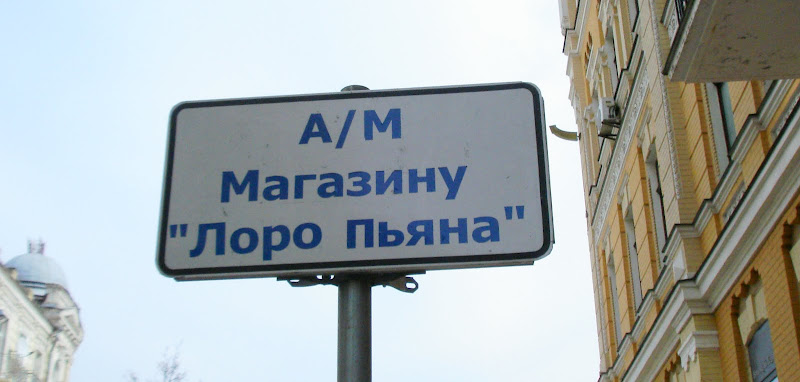 А/М
Магазину
"Лоро Пьяна"